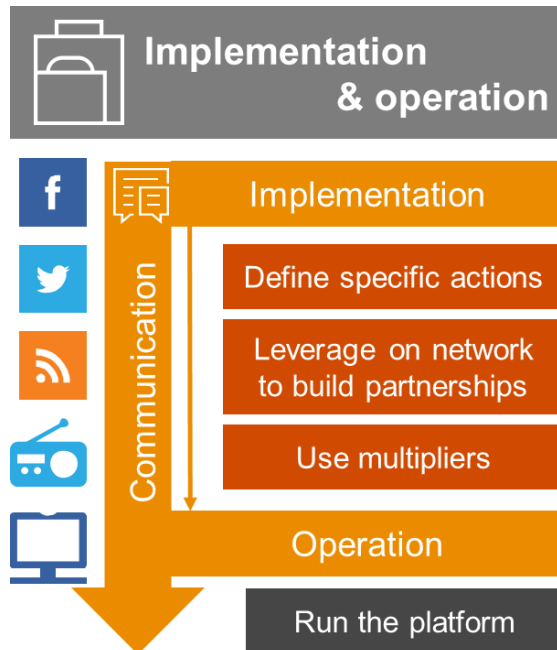 Implementation
& operation
f
Implementation
Communication
Define specific actions
Leverage on network
to build partnerships
Use multipliers
Operation
Run the platform